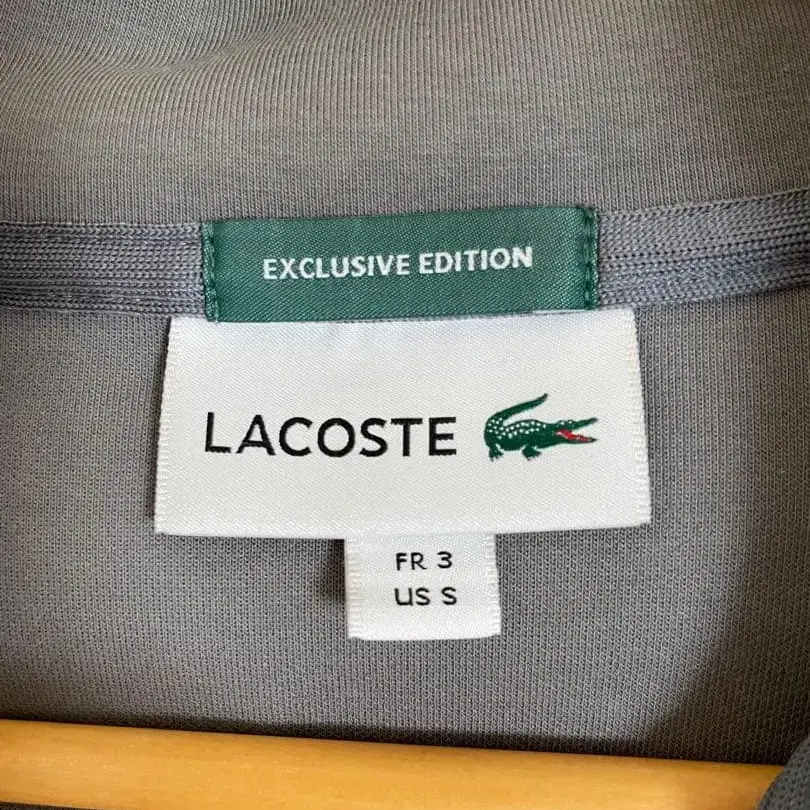 EXCLUSIVE EDITION
LACOSTE
FR 3
US S